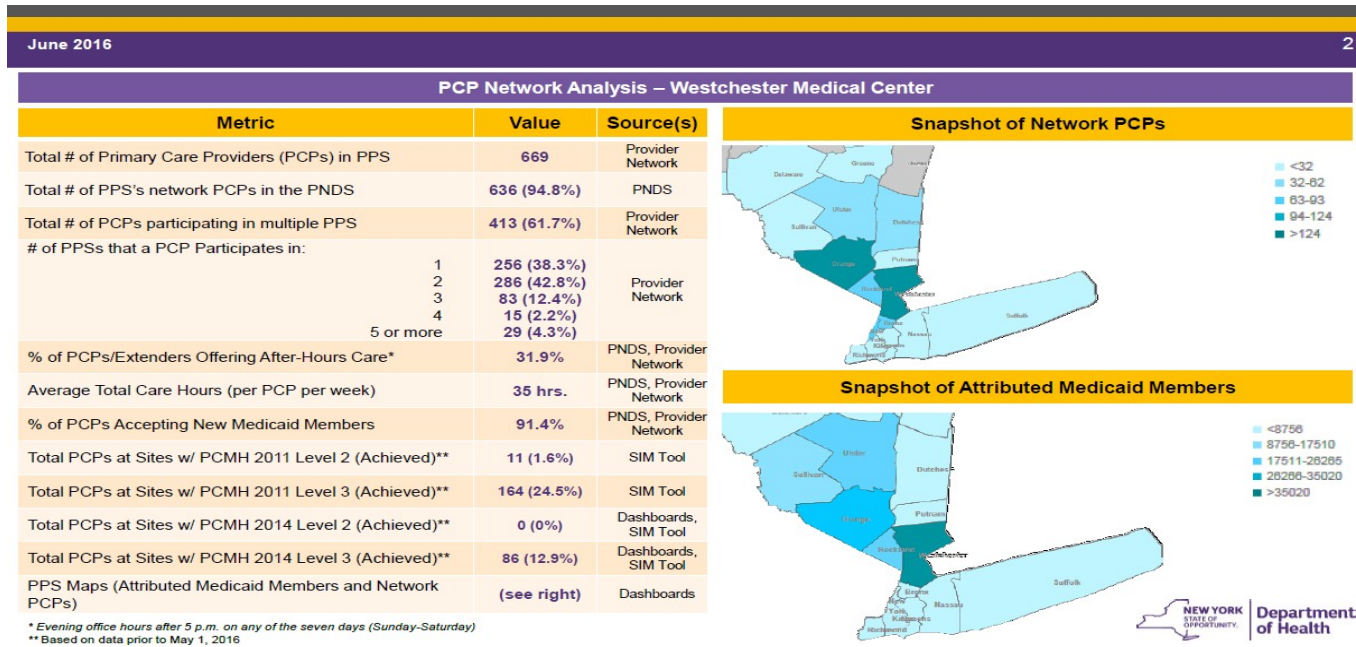 June 2016
2
PCP Network Analysis – Westchester Medical Center
Metric Value Source(s)
Total # of Primary Care Providers (PCPs) in PPS 669 Provider Network
Total # of PPS's network PCPs in the PNDS 636 (94.8%) PNDS
Total # of PCPs participating in multiple PPS 413 (61.7%) Provider Network
# of PPSs that a PCP Participates in: Provider Network
1 256 (38.3%)
2 286 (42.8%)
3 83 (12.4%)
4 15 (2.2%)
5 or more 29 (4.3%)
% of PCPs/Extenders Offering After-Hours Care* 31.9% PNDS, Provider Network
Average Total Care Hours (per PCP per week) 35 hrs. PNDS, Provider Network
% of PCPs Accepting New Medicaid Members 91.4% PNDS, Provider Network
Total PCPs at Sites w/ PCMH 2011 Level 2 (Achieved)** 11 (1.6%) SIM Tool
Total PCPs at Sites w/ PCMH 2011 Level 3 (Achieved)** 164 (24.5%) SIM Tool
Total PCPs at Sites w/ PCMH 2014 Level 2 (Achieved)** 0 (0%) Dashboards, SIM Tool
Total PCPs at Sites w/ PCMH 2014 Level 3 (Achieved)** 86 (12.9%) Dashboards, SIM Tool
PPS Maps (Attributed Medicaid Members and Network PCPs) (see right) Dashboards
* Evening office hours after 5 p.m. on any of the seven days (Sunday-Saturday)
** Based on data prior to May 1, 2016
Snapshot of Network PCPs
Delaware
Greene
Ulster
Sullivan
Orange
Putnam
Nassau
Suffolk
Richmond
<32
32-62
63-93
94-124
>124
Snapshot of Attributed Medicaid Members
Ulster
Sullivan
Dutches
Putnam
Orange
Rockland
Westchester
Bronx
New
York
Nassau
Suffolk
Richmond
<8756
8756-17510
17511-26265
26266-35020
>35020
NEW YORK
STATE OF
OPPORTUNITY.
Department
of Health